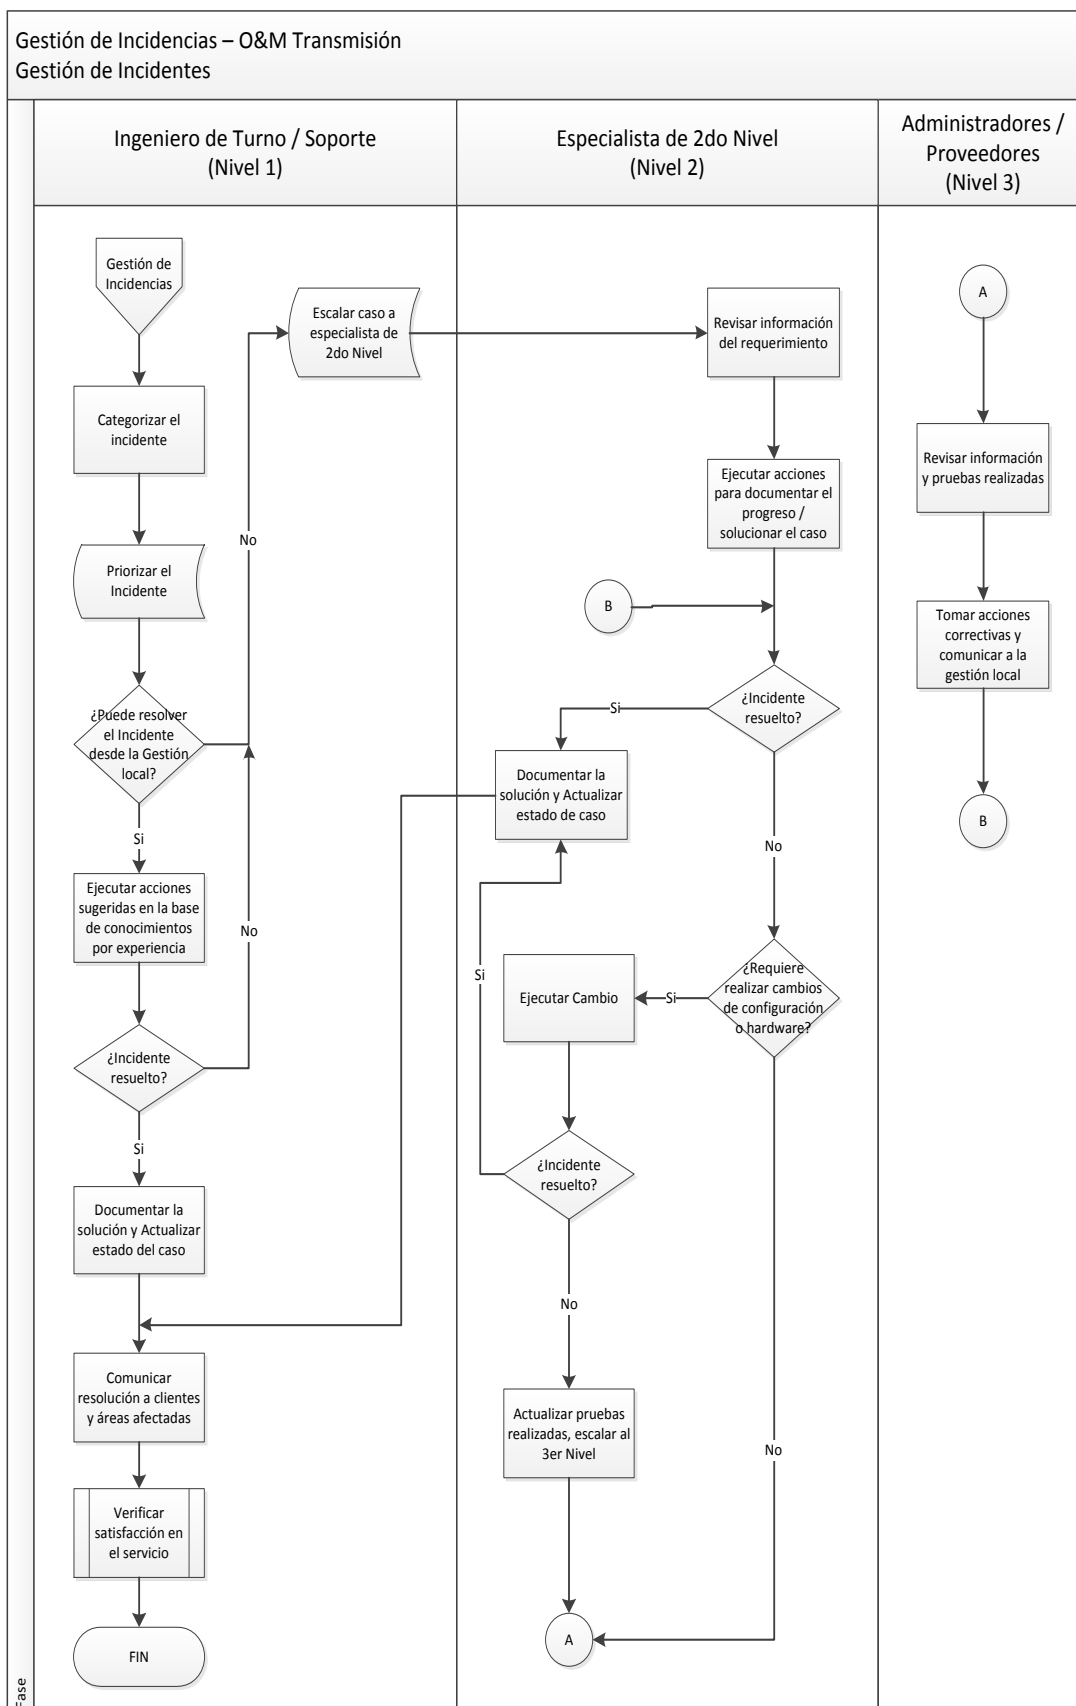 Gestión de Incidencias – O&M Transmisión
Gestión de Incidentes
Ingeniero de Turno / Soporte
(Nivel 1)
Especialista de 2do Nivel
(Nivel 2)
Administradores /
Proveedores
(Nivel 3)
Gestión de
Incidencias
Categorizar el
incidente
Priorizar el
Incidente
¿Puede resolver
el Incidente
desde la Gestión
local?
No
Si
Ejecutar acciones
sugeridas en la base
de conocimientos
por experiencia
No
¿Incidente
resuelto?
Si
Documentar la
solución y Actualizar
estado del caso
Comunicar
resolución a clientes
y áreas afectadas
Verificar
satisfacción en
el servicio
FIN
Escalar caso a
especialista de
2do Nivel
Revisar información
del requerimiento
Ejecutar acciones
para documentar el
progreso /
solucionar el caso
B
¿Incidente
resuelto?
Si
Documentar la
solución y Actualizar
estado de caso
No
¿Requiere
realizar cambios
de configuración
o hardware?
Si
Ejecutar Cambio
Si
¿Incidente
resuelto?
No
Actualizar pruebas
realizadas, escalar al
3er Nivel
No
A
A
Revisar información
y pruebas realizadas
Tomar acciones
correctivas y
comunicar a la
gestión local
B
Fase